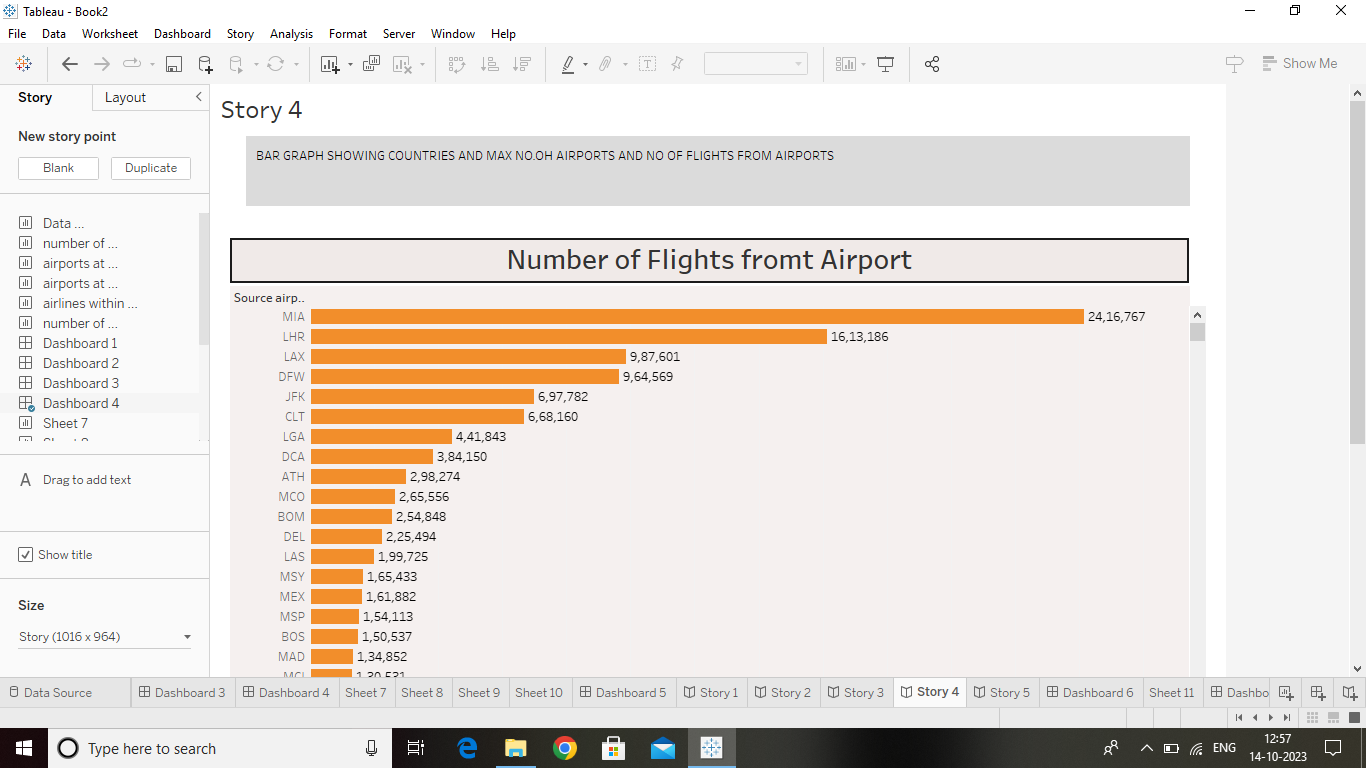 Tableau - Book2
File Data Worksheet Dashboard Story Analysis Format Server Window Help
Show Me
Story Layout
New story point
Blank Duplicate
Data ...
number of ...
airports at ...
airports at ...
airlines within ...
number of ...
Dashboard 1
Dashboard 2
Dashboard 3
Dashboard 4
Sheet 7
A Drag to add text
Show title
Size
Story (1016 x 964)
Story 4
BAR GRAPH SHOWING COUNTRIES AND MAX NO.OH AIRPORTS AND NO OF FLIGHTS FROM AIRPORTS
Number of Flights fromt Airport
Source airp..
MIA 24,16,767
LHR 16,13,186
LAX 9,87,601
DFW 9,64,569
JFK 6,97,782
CLT 6,68,160
LGA 4,41,843
DCA 3,84,150
ATH 2,98,274
MCO 2,65,556
BOM 2,54,848
DEL 2,25,494
LAS 1,99,725
MSY 1,65,433
MEX 1,61,882
MSP 1,54,113
BOS 1,50,537
MAD 1,34,852
Data Source Dashboard 3 Dashboard 4 Sheet 7 Sheet 8 Sheet 9 Sheet 10 Dashboard 5 Story 1 Story 2 Story 3 Story 4 Story 5 Dashboard 6 Sheet 11 Dashbo
Type here to search
ENG
12:57
14-10-2023